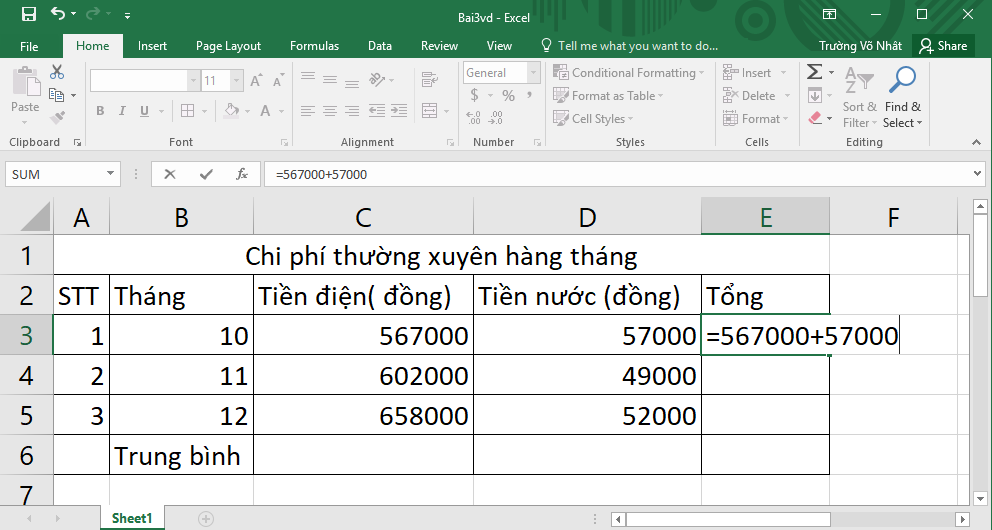 Bai3vd - Excel
File Home Insert Page Layout Formulas Data Review View Tell me what you want to do... Trường Võ Nhât Share
Paste
Clipboard
11
B I U
A A
A
Font
Alignment
General
$ % ,
Number
Conditional Formatting
Format as Table
Cell Styles
Styles
Insert
Delete
Format
Cells
Σ
Sort & Filter
Find & Select
Editing
SUM fx =567000+57000
A B C D E F
1 Chi phí thường xuyên hàng tháng
2 STT Tháng Tiền điện( đồng) Tiền nước (đồng) Tổng
3 1 10 567000 57000 =567000+57000
4 2 11 602000 49000
5 3 12 658000 52000
6 Trung bình
7
Sheet1